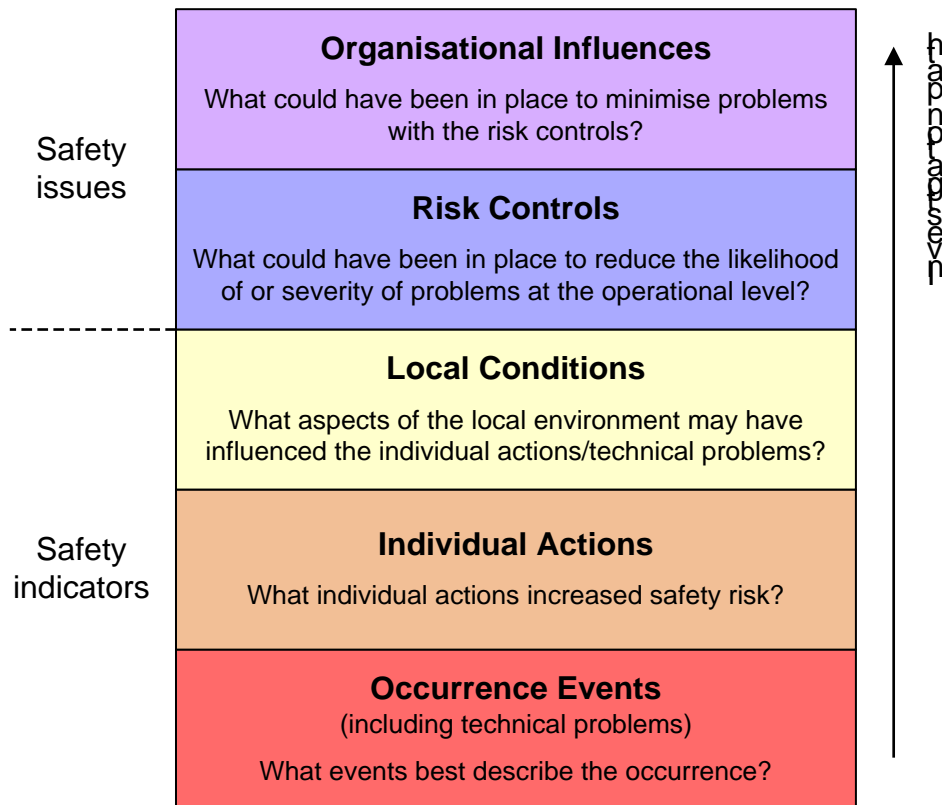 Organisational Influences
What could have been in place to minimise problems
with the risk controls?
Safety
issues
Risk Controls
What could have been in place to reduce the likelihood
of or severity of problems at the operational level?
Local Conditions
What aspects of the local environment may have
influenced the individual actions/technical problems?
Safety
indicators
Individual Actions
What individual actions increased safety risk?
Occurrence Events
(including technical problems)
What events best describe the occurrence?
Investigation path